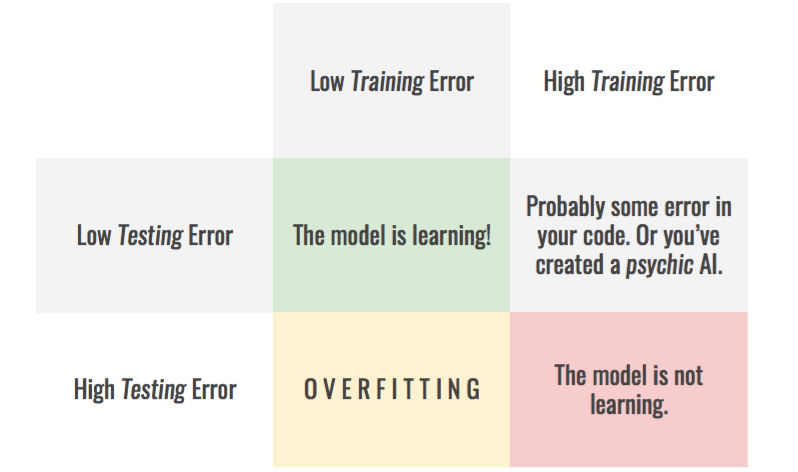 Low Training Error
High Training Error
Low Testing Error
The model is learning!
Probably some error in
your code. Or you’ve
created a psychic AI.
High Testing Error
OVERFITTING
The model is not
learning.